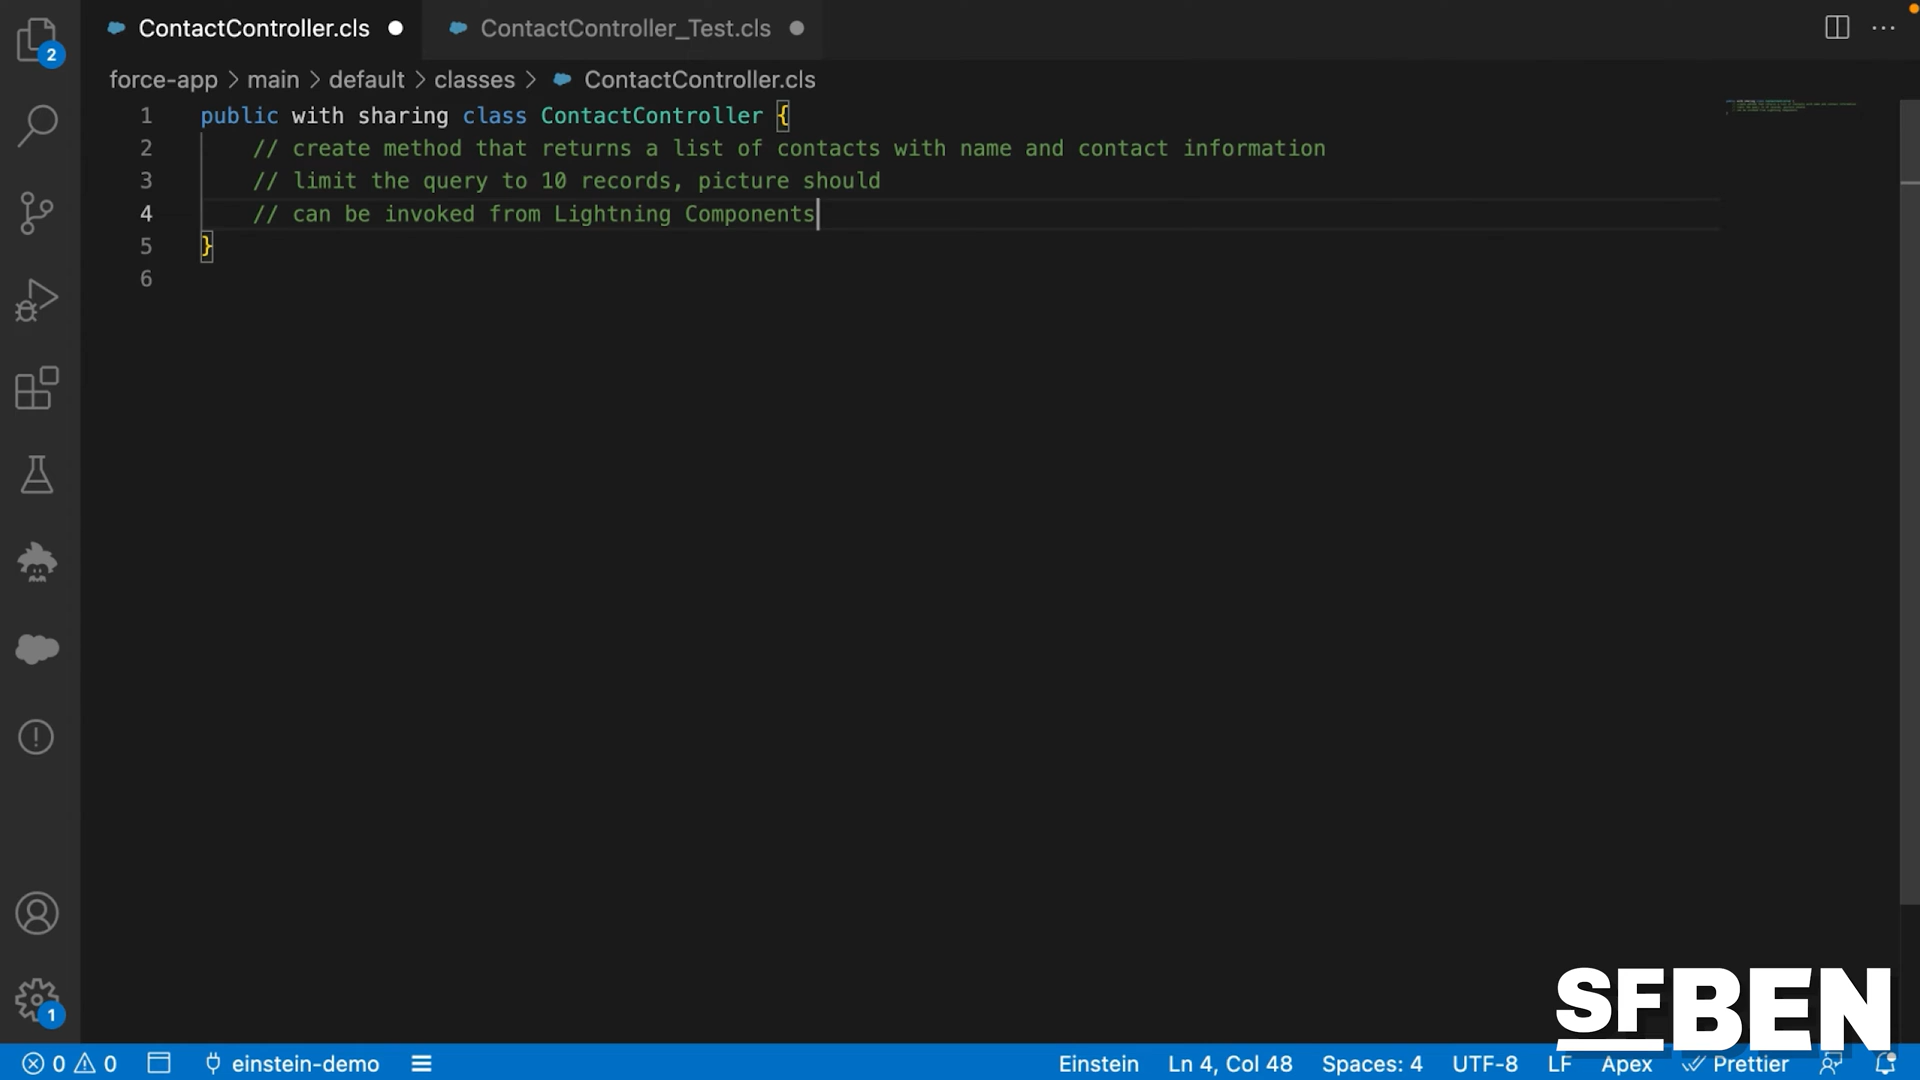 ContactController.cls
ContactController_Test.cls
2
force-app > main > default > classes > ContactController.cls
1 public with sharing class ContactController {
2 // create method that returns a list of contacts with name and contact information
3 // limit the query to 10 records, picture should
4 // can be invoked from Lightning Components
5 }
6
1
SFBEN
0 0 einstein-demo Einstein Ln 4, Col 48 Spaces: 4 UTF-8 LF Apex Prettier